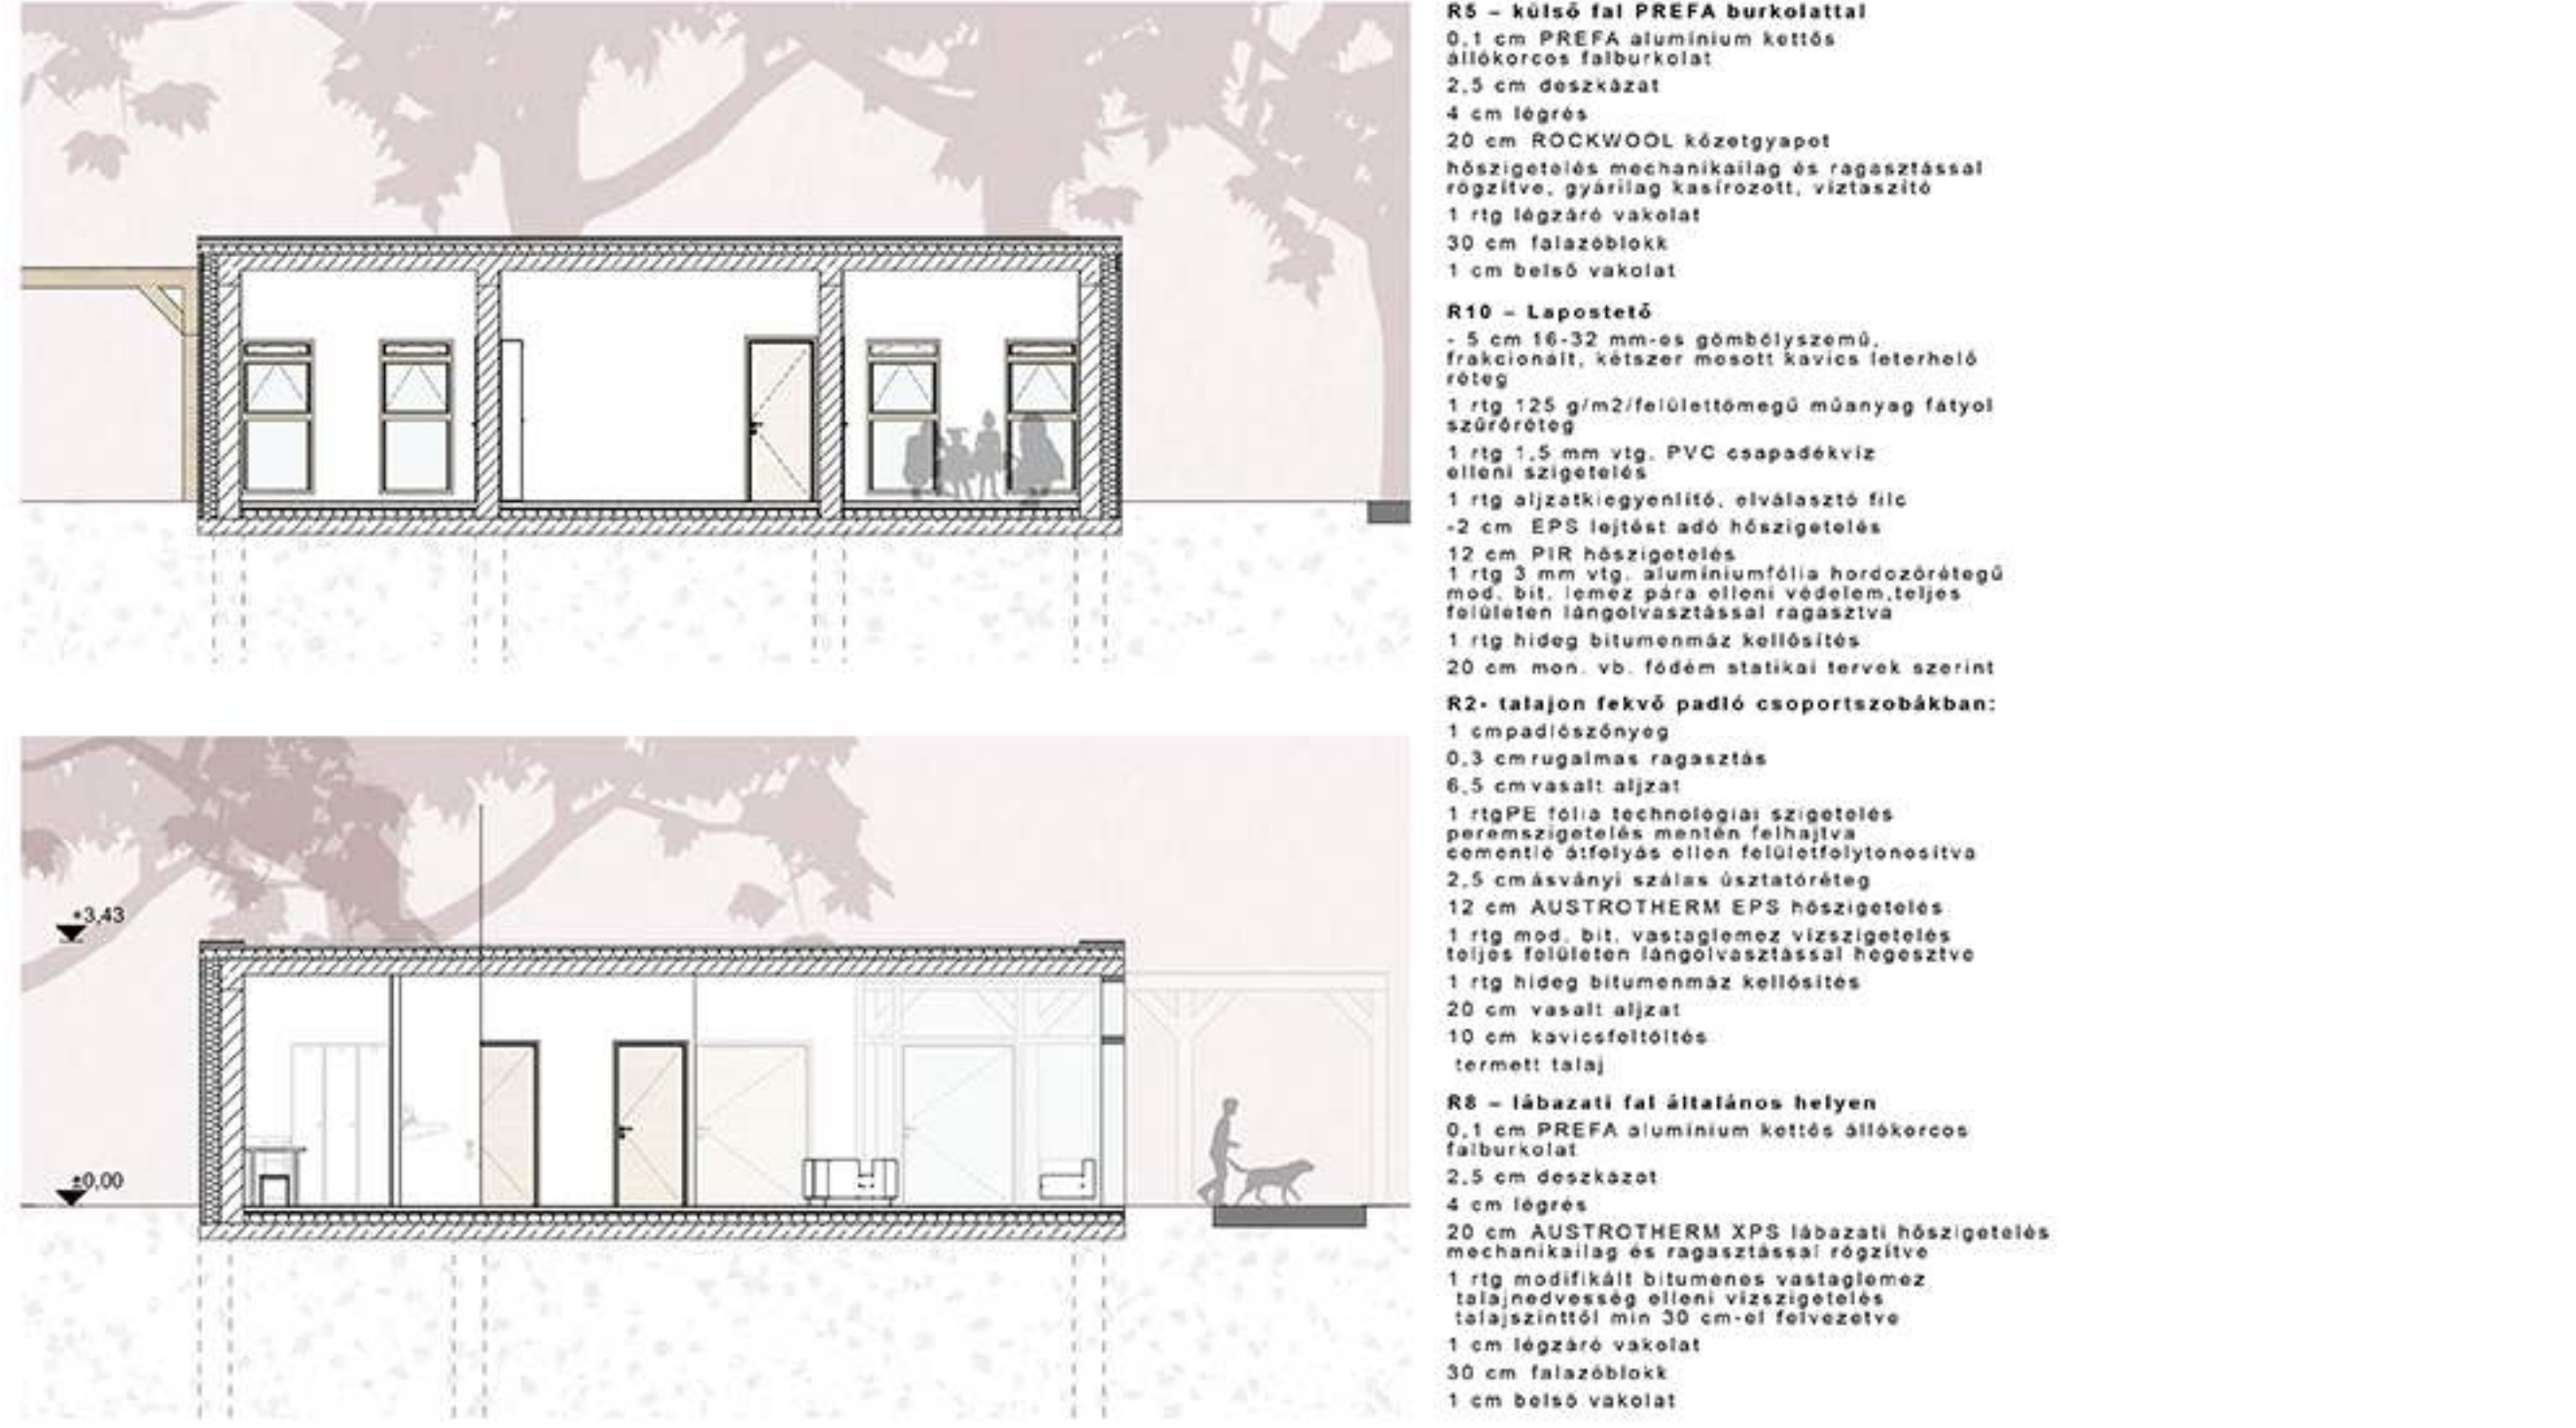 R5 – külső fal PREFA burkolattal
0,1 cm PREFA alumínium kettős
állókorcos falburkolat
2,5 cm deszkázat
4 cm légrés
20 cm ROCKWOOL kőzetgyapot
hőszigetelés mechanikailag és ragasztással
rögzítve, gyárilag kasírozott, víztaszító
1 rtg légzáró vakolat
30 cm falazóblokk
1 cm belső vakolat
R10 – Lapostető
- 5 cm 16-32 mm-es gömbölyszemű,
frakcionált, kétszer mosott kavics leterhelő
réteg
1 rtg 125 g/m2/felülettömegű műanyag fátyol
szűrőréteg
1 rtg 1,5 mm vtg. PVC csapadékvíz
elleni szigetelés
1 rtg aljzatkiegyenlítő, elválasztó filc
-2 cm EPS lejtést adó hőszigetelés
12 cm PIR hőszigetelés
1 rtg 3 mm vtg. alumíniumfólia hordozórétegű
mod. bit. lemez pára elleni védelem,teljes
felületen lángolvasztással ragasztva
1 rtg hideg bitumenmáz kellősítés
20 cm mon. vb. födém statikai tervek szerint
R2- talajon fekvő padló csoportszobákban:
1 cmpadlószőnyeg
0,3 cmrugalmas ragasztás
6,5 cmvasalt aljzat
1 rtgPE fólia technológiai szigetelés
peremszigetelés mentén felhajtva
cementlé átfolyás ellen felületfolytonosítva
2,5 cmásványi szálas úsztatóréteg
12 cm AUSTROTHERM EPS hőszigetelés
1 rtg mod. bit. vastaglemez vízszigetelés
teljes felületen lángolvasztással hegesztve
1 rtg hideg bitumenmáz kellősítés
20 cm vasalt aljzat
10 cm kavicsfeltöltés
termett talaj
R8 – lábazati fal általános helyen
0,1 cm PREFA alumínium kettős állókorcos
falburkolat
2,5 cm deszkázat
4 cm légrés
20 cm AUSTROTHERM XPS lábazati hőszigetelés
mechanikailag és ragasztással rögzítve
1 rtg modifikált bitumenes vastaglemez
talajnedvesség elleni vízszigetelés
talajszinttől min 30 cm-el felvezetve
1 cm légzáró vakolat
30 cm falazóblokk
1 cm belső vakolat
+3,43
±0,00